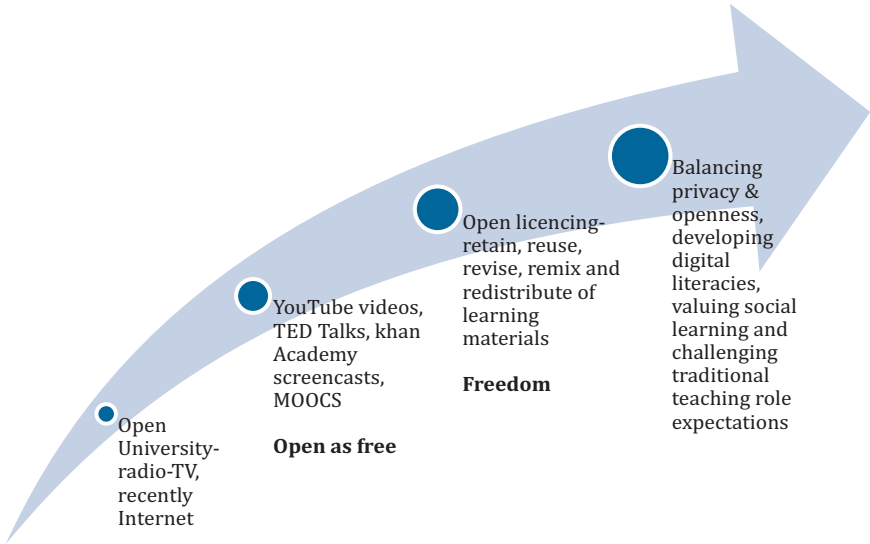 Open
University-
radio-TV,
recently
Internet
YouTube videos,
TED Talks, khan
Academy
screencasts,
MOOCS
Open as free
Open licencing-
retain, reuse,
revise, remix and
redistribute of
learning
materials
Freedom
Balancing
privacy &
openness,
developing
digital
literacies,
valuing social
learning and
challenging
traditional
teaching role
expectations